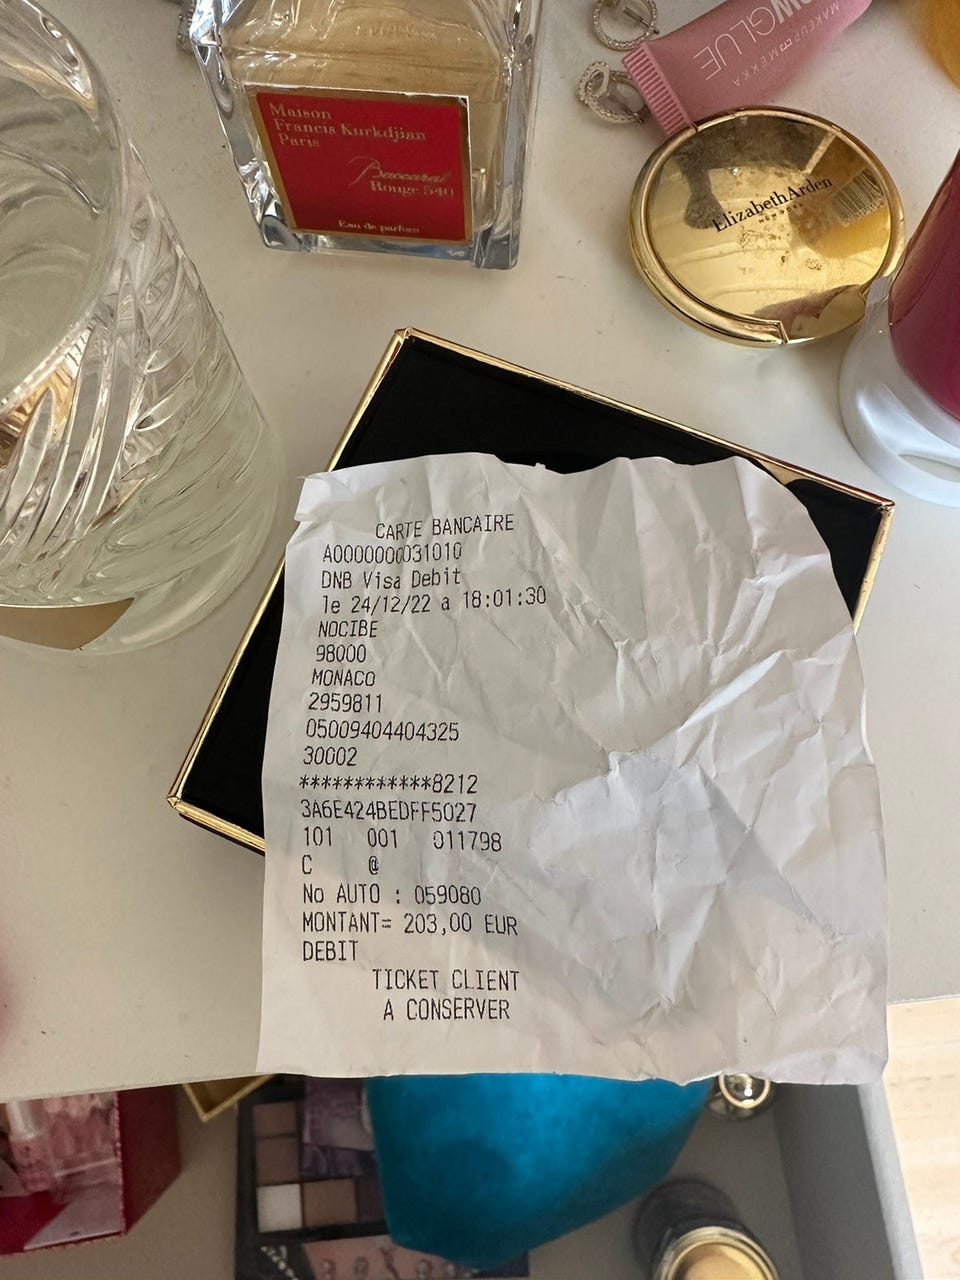 Maison
Francis Kurkdjian
Paris
Baccarat
Rouge 540
Eau de parfum
GLUE
MAKEUP MEKKA
ElizabethArden
NEW YORK
CARTE BANCAIRE
A0000000031010
DNB Visa Debit
le 24/12/22 a 18:01:30
NOCIBE
98000
MONACO
2959811
05009404404325
30002
************8212
3A6E424BEDFF5027
101 001 011798
C @
No AUTO : 059080
MONTANT= 203,00 EUR
DEBIT
TICKET CLIENT
A CONSERVER